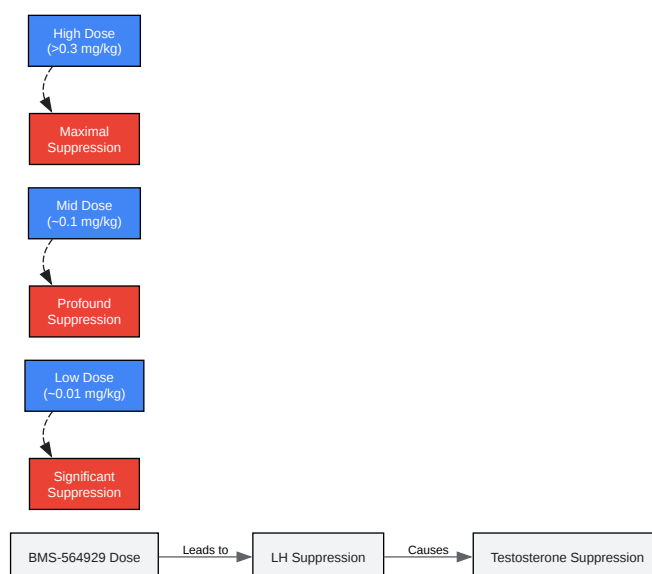 High Dose
(>0.3 mg/kg)
Maximal
Suppression
Mid Dose
(~0.1 mg/kg)
Profound
Suppression
Low Dose
(~0.01 mg/kg)
Significant
Suppression
BMS-564929 Dose
Leads to
LH Suppression
Causes
Testosterone Suppression